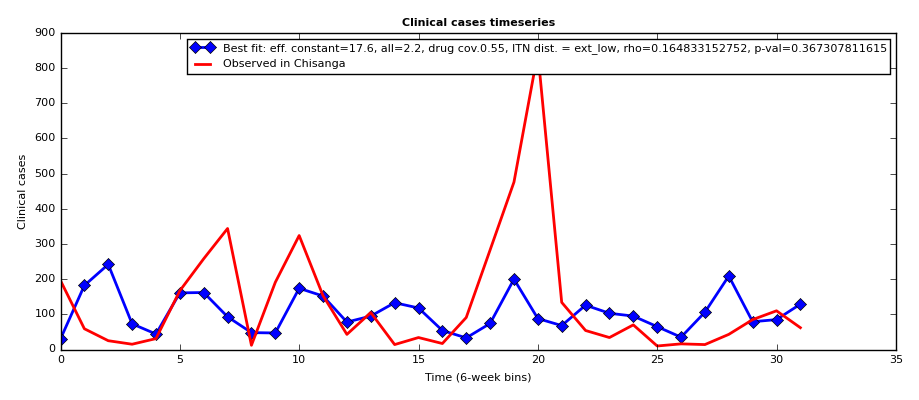 Clinical cases timeseries
Best fit: eff. constant=17.6, all=2.2, drug cov.0.55, ITN dist. = ext_low, rho=0.164833152752, p-val=0.367307811615
Observed in Chisanga
900
800
700
600
500
400
300
200
100
0
Clinical cases
0 5 10 15 20 25 30 35
Time (6-week bins)